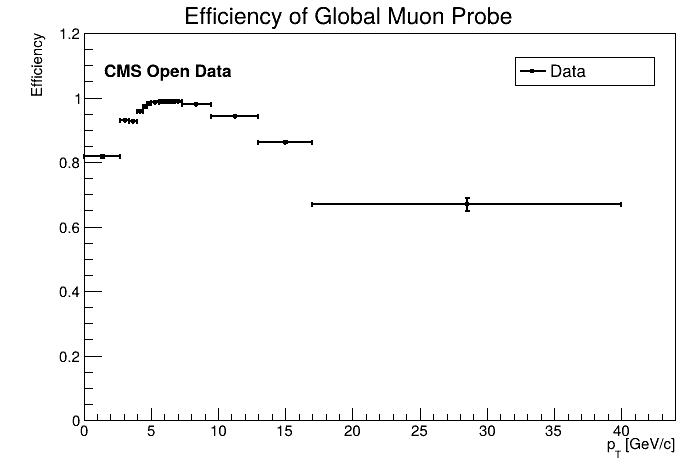 Efficiency of Global Muon Probe
Efficiency
CMS Open Data
Data
1.2
1
0.8
0.6
0.4
0.2
0
0 5 10 15 20 25 30 35 40
p_T [GeV/c]